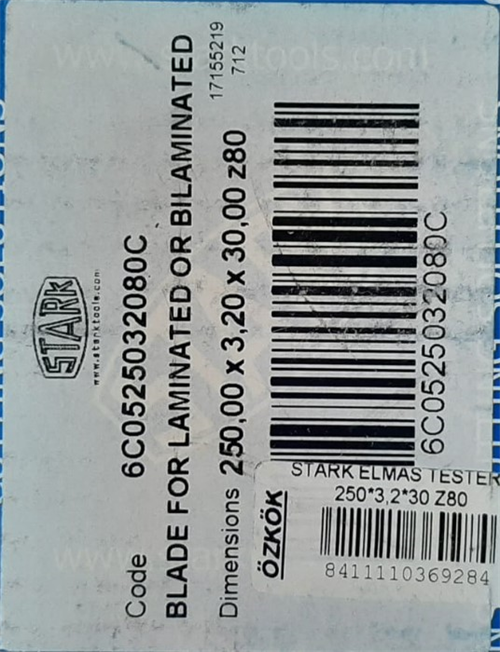 STARK
www.starktools.com
Code 6C0525032080C
BLADE FOR LAMINATED OR BILAMINATED
17155219
712
Dimensions 250,00 x 3,20 x 30,00 z80
6C0525032080C
STARK ELMAS TESTER
250*3,2*30 Z80
ÖZKÖK
8411110369284